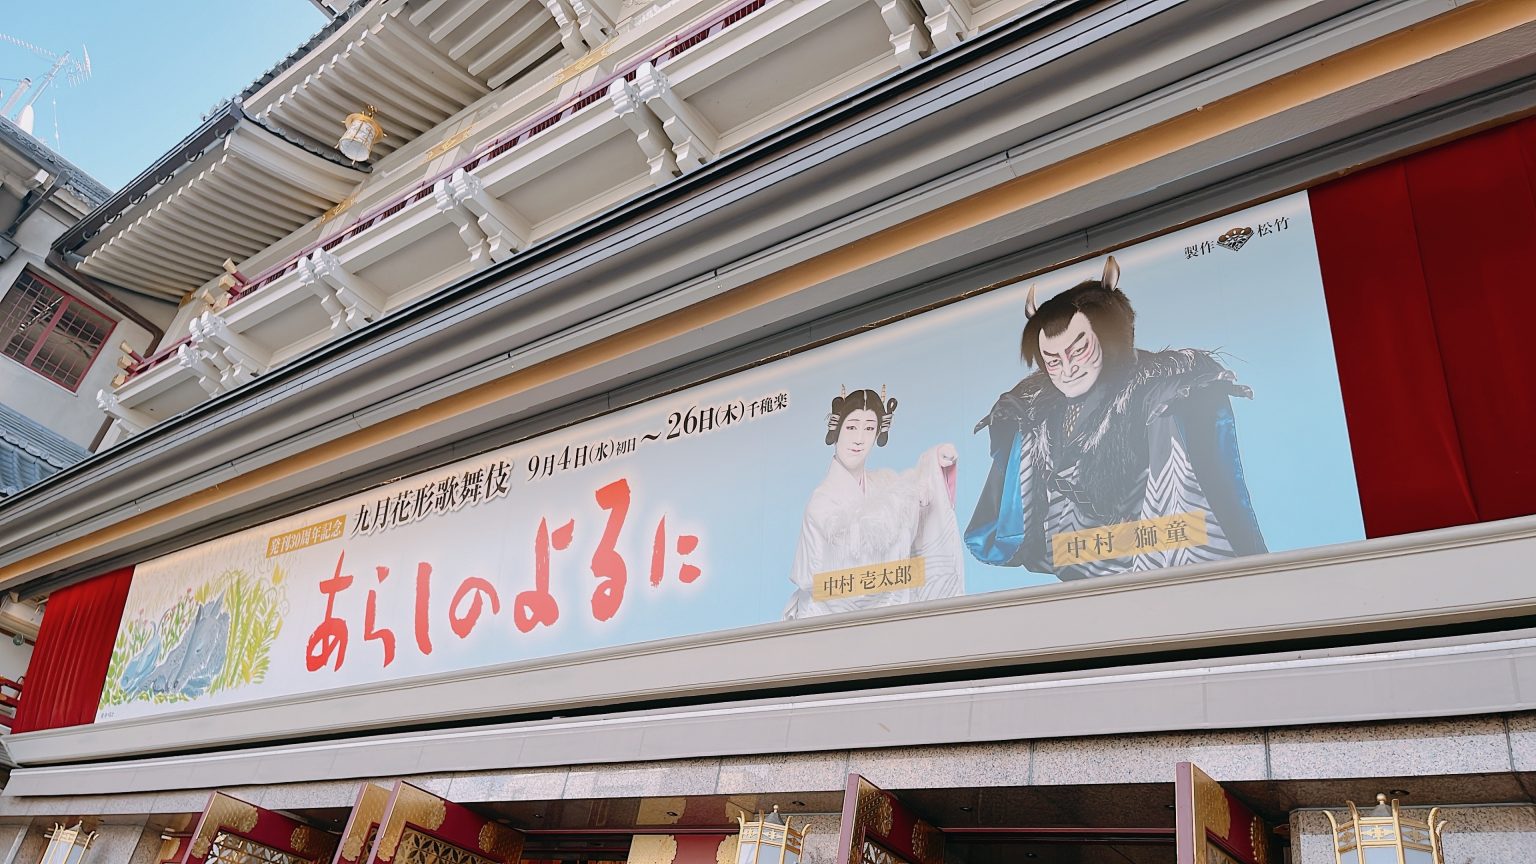 発刊30周年記念
九月花形歌舞伎
9月4日(水)初日〜26日(木)千穐楽
あらしのよるに
製作 松竹
中村 壱太郎
中村 獅童